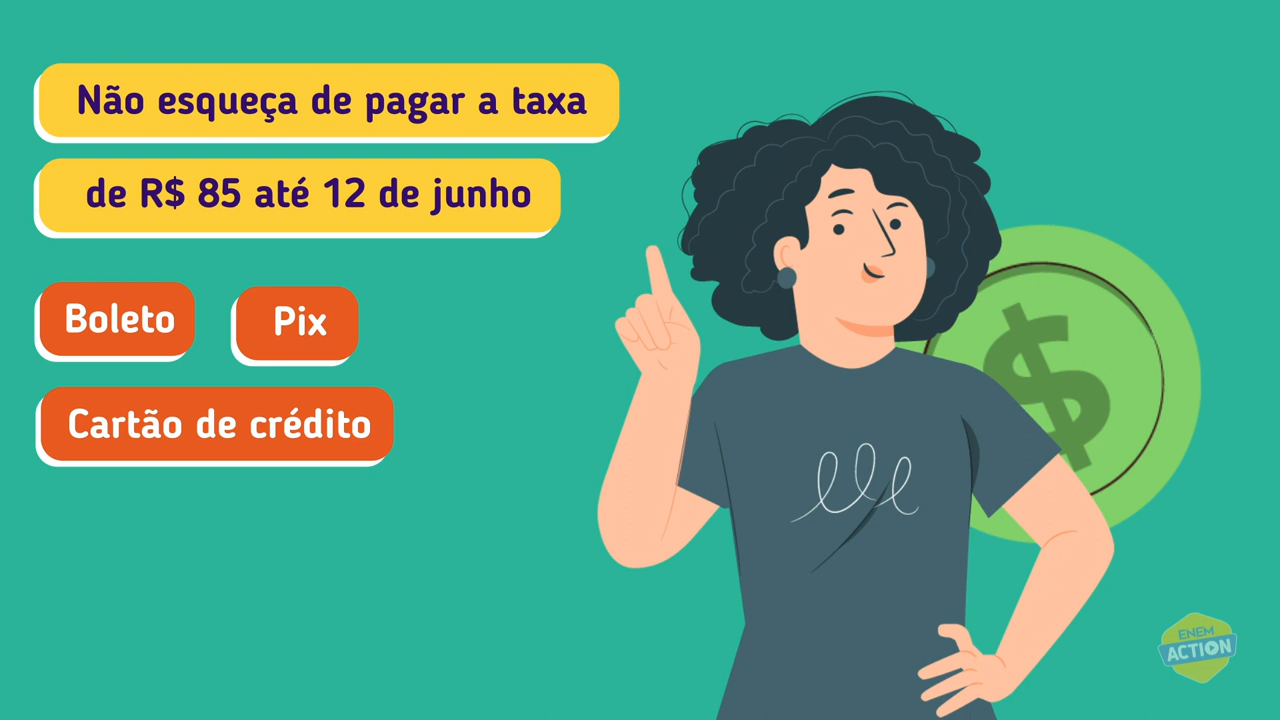 Não esqueça de pagar a taxa
de R$ 85 até 12 de junho
Boleto
Pix
Cartão de crédito
ENEM
ACTION